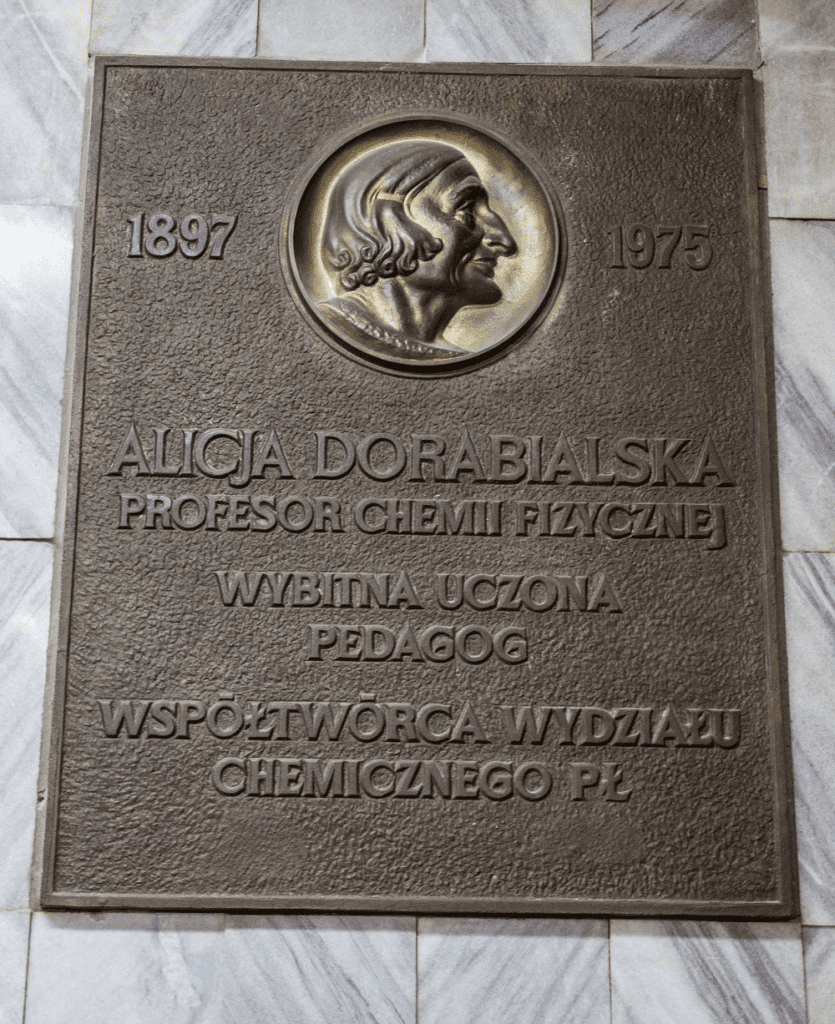 1897 1975
ALICJA DORABIALSKA
PROFESOR CHEMII FIZYCZNEJ
WYBITNA UCZONA
PEDAGOG
WSPÓŁTWÓRCA WYDZIAŁU
CHEMICZNEGO PŁ